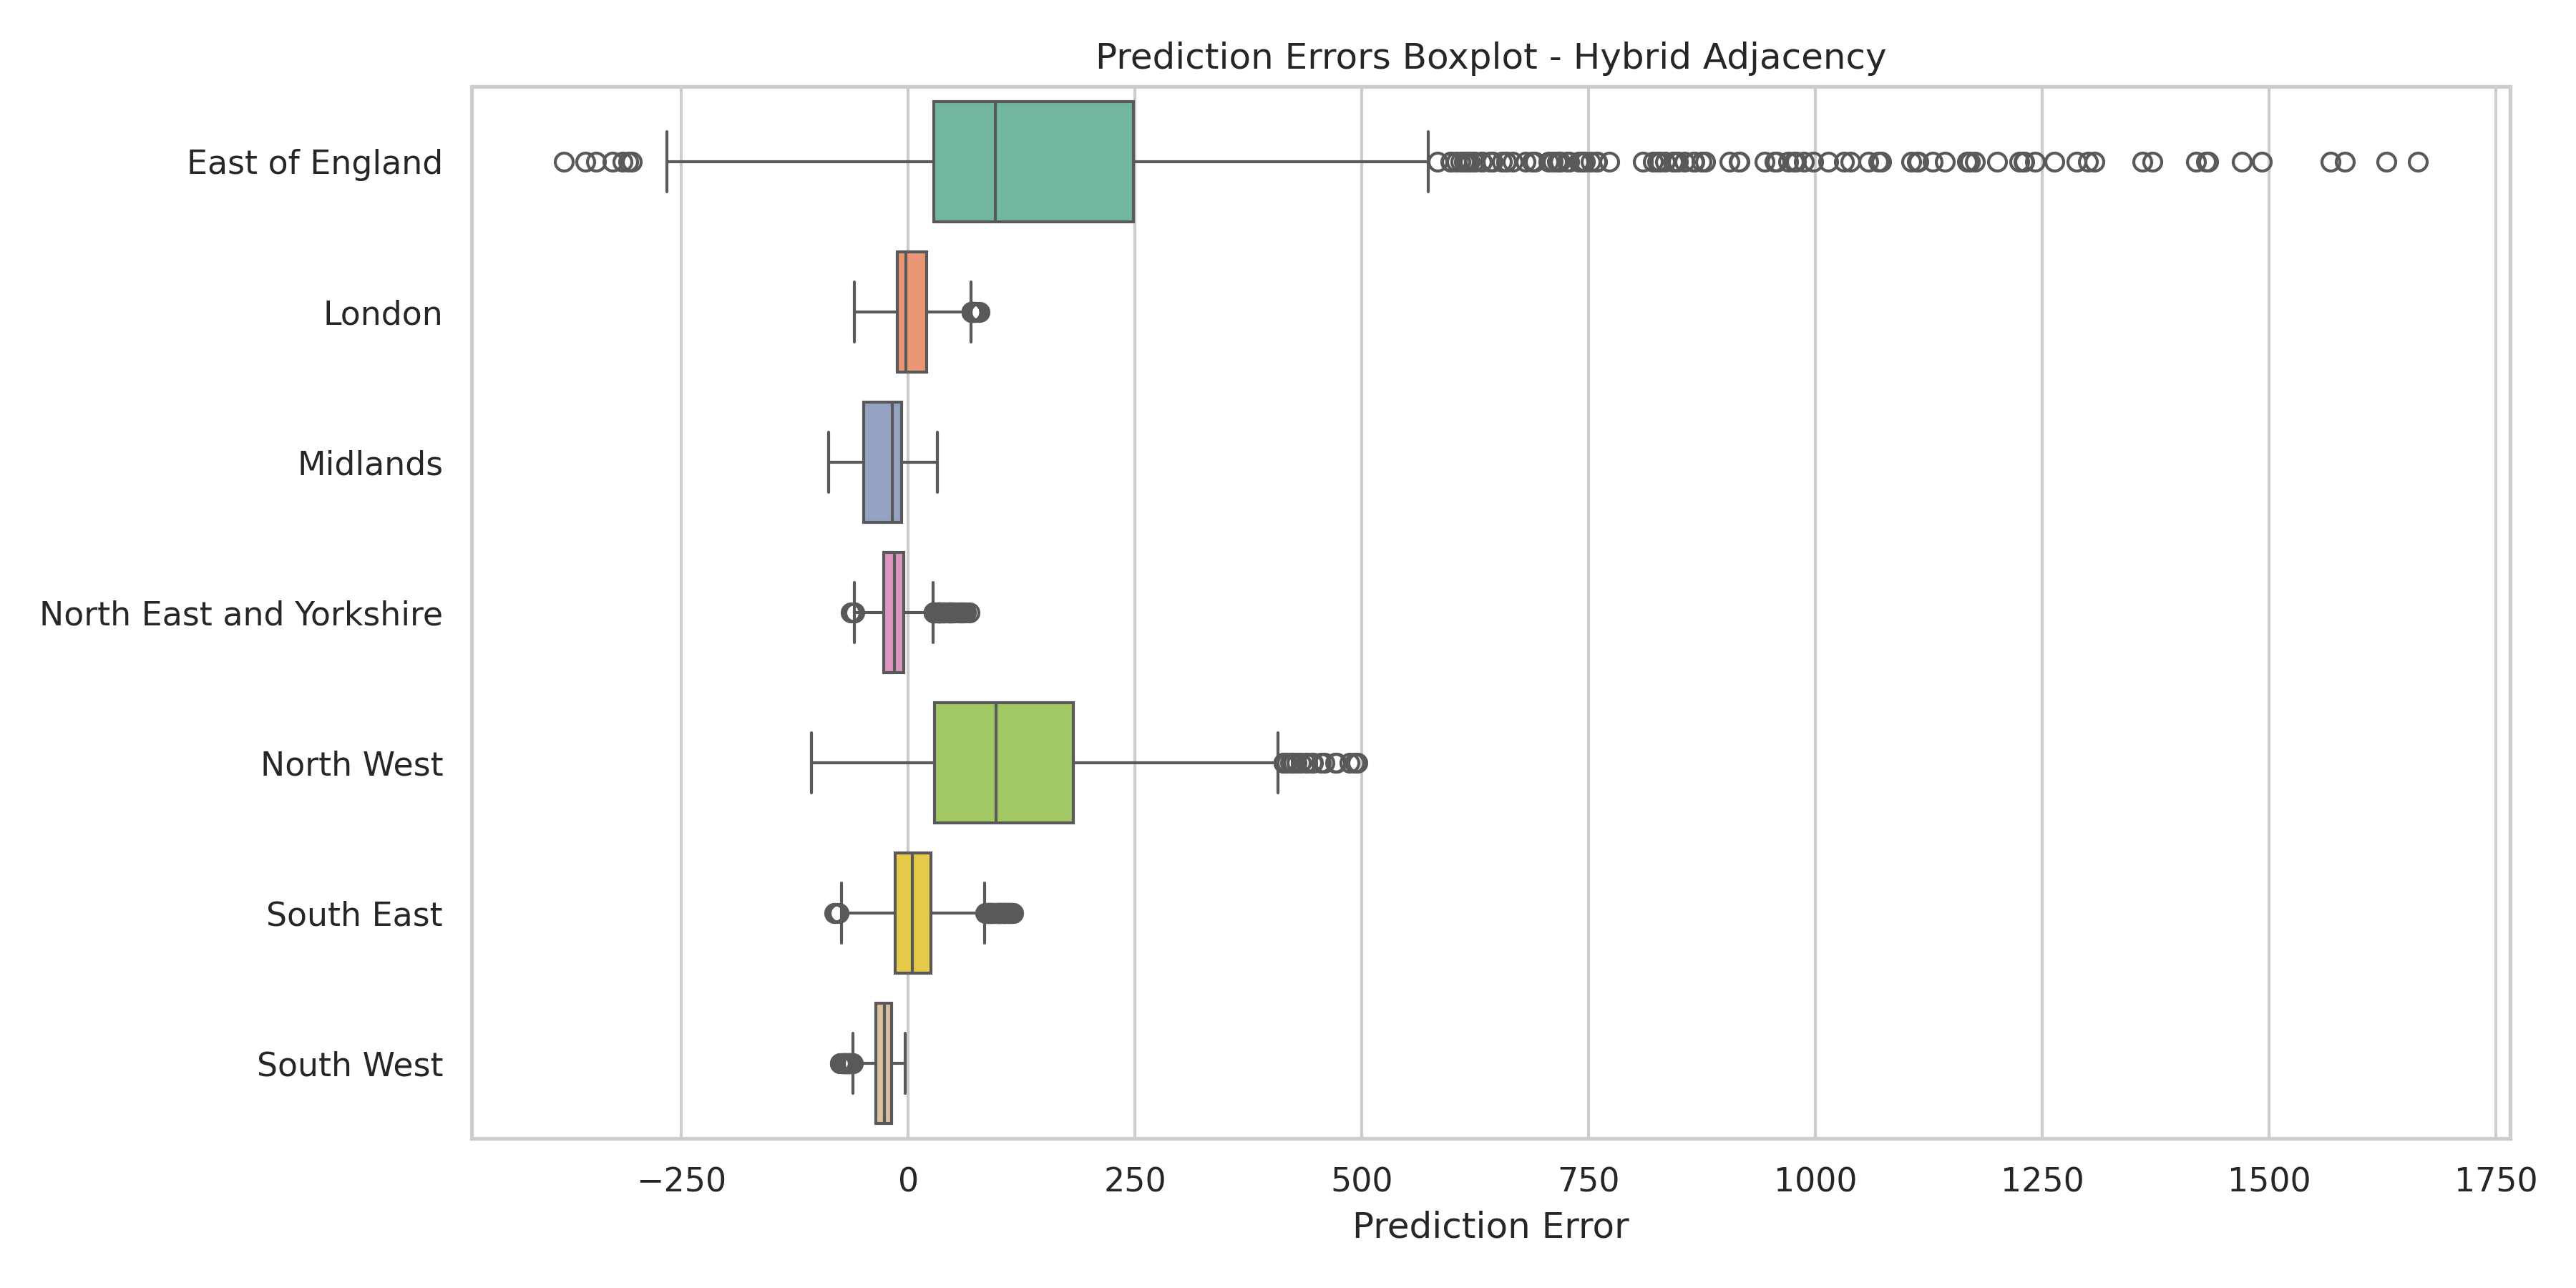 Prediction Errors Boxplot - Hybrid Adjacency
East of England
London
Midlands
North East and Yorkshire
North West
South East
South West
−250 0 250 500 750 1000 1250 1500 1750
Prediction Error